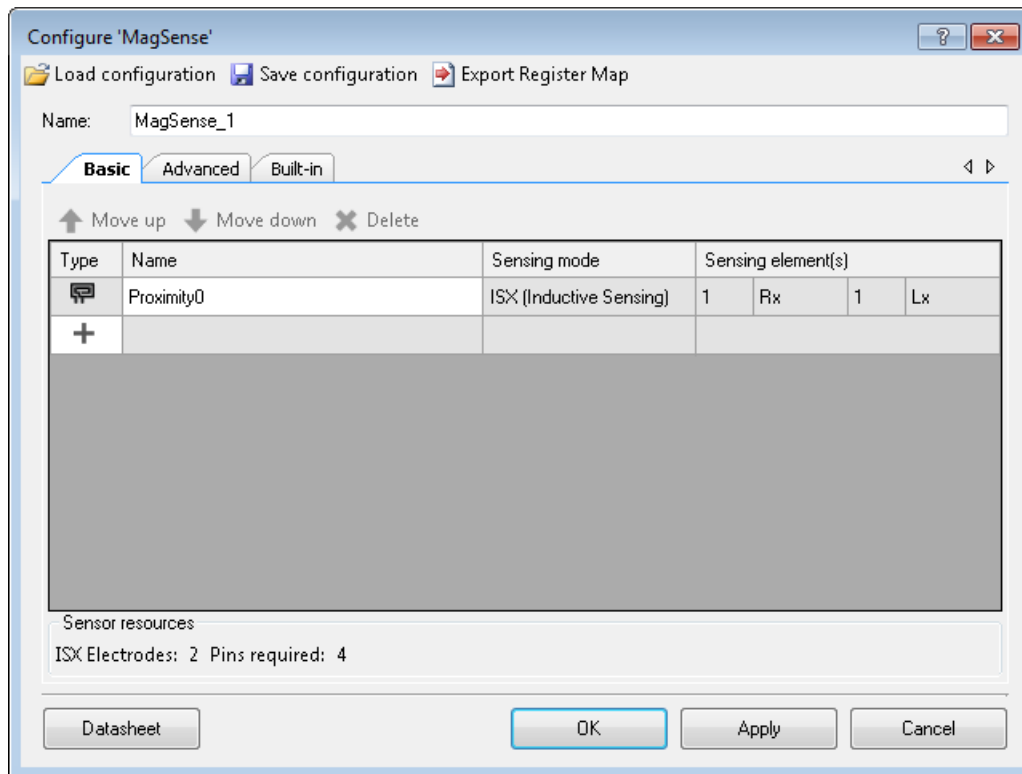 Configure 'MagSense'
Load configuration Save configuration Export Register Map
Name: MagSense_1
Basic Advanced Built-in
Move up Move down Delete
Type Name Sensing mode Sensing element(s)
Proximity0 ISX (Inductive Sensing) 1 Rx 1 Lx
Sensor resources
ISX Electrodes: 2 Pins required: 4
Datasheet OK Apply Cancel